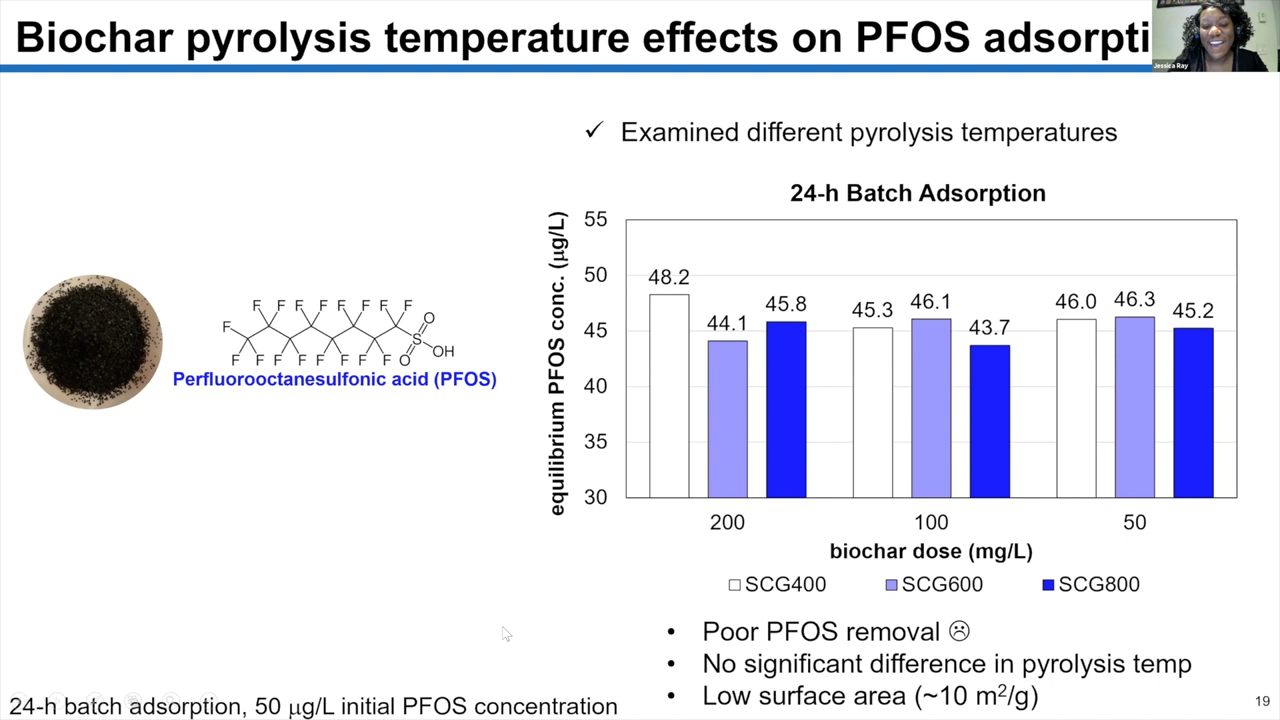 Biochar pyrolysis temperature effects on PFOS adsorpti
Jessica Ray
✓ Examined different pyrolysis temperatures
24-h Batch Adsorption
equilibrium PFOS conc. (µg/L)
55
50
45
40
35
30
48.2
44.1
45.8
45.3
46.1
43.7
46.0
46.3
45.2
200
100
50
biochar dose (mg/L)
SCG400
SCG600
SCG800
F F F F F F F
F
O
S
OH
O
F F F F F F F F F
Perfluorooctanesulfonic acid (PFOS)
• Poor PFOS removal ☹
• No significant difference in pyrolysis temp
• Low surface area (~10 m²/g)
24-h batch adsorption, 50 µg/L initial PFOS concentration
19